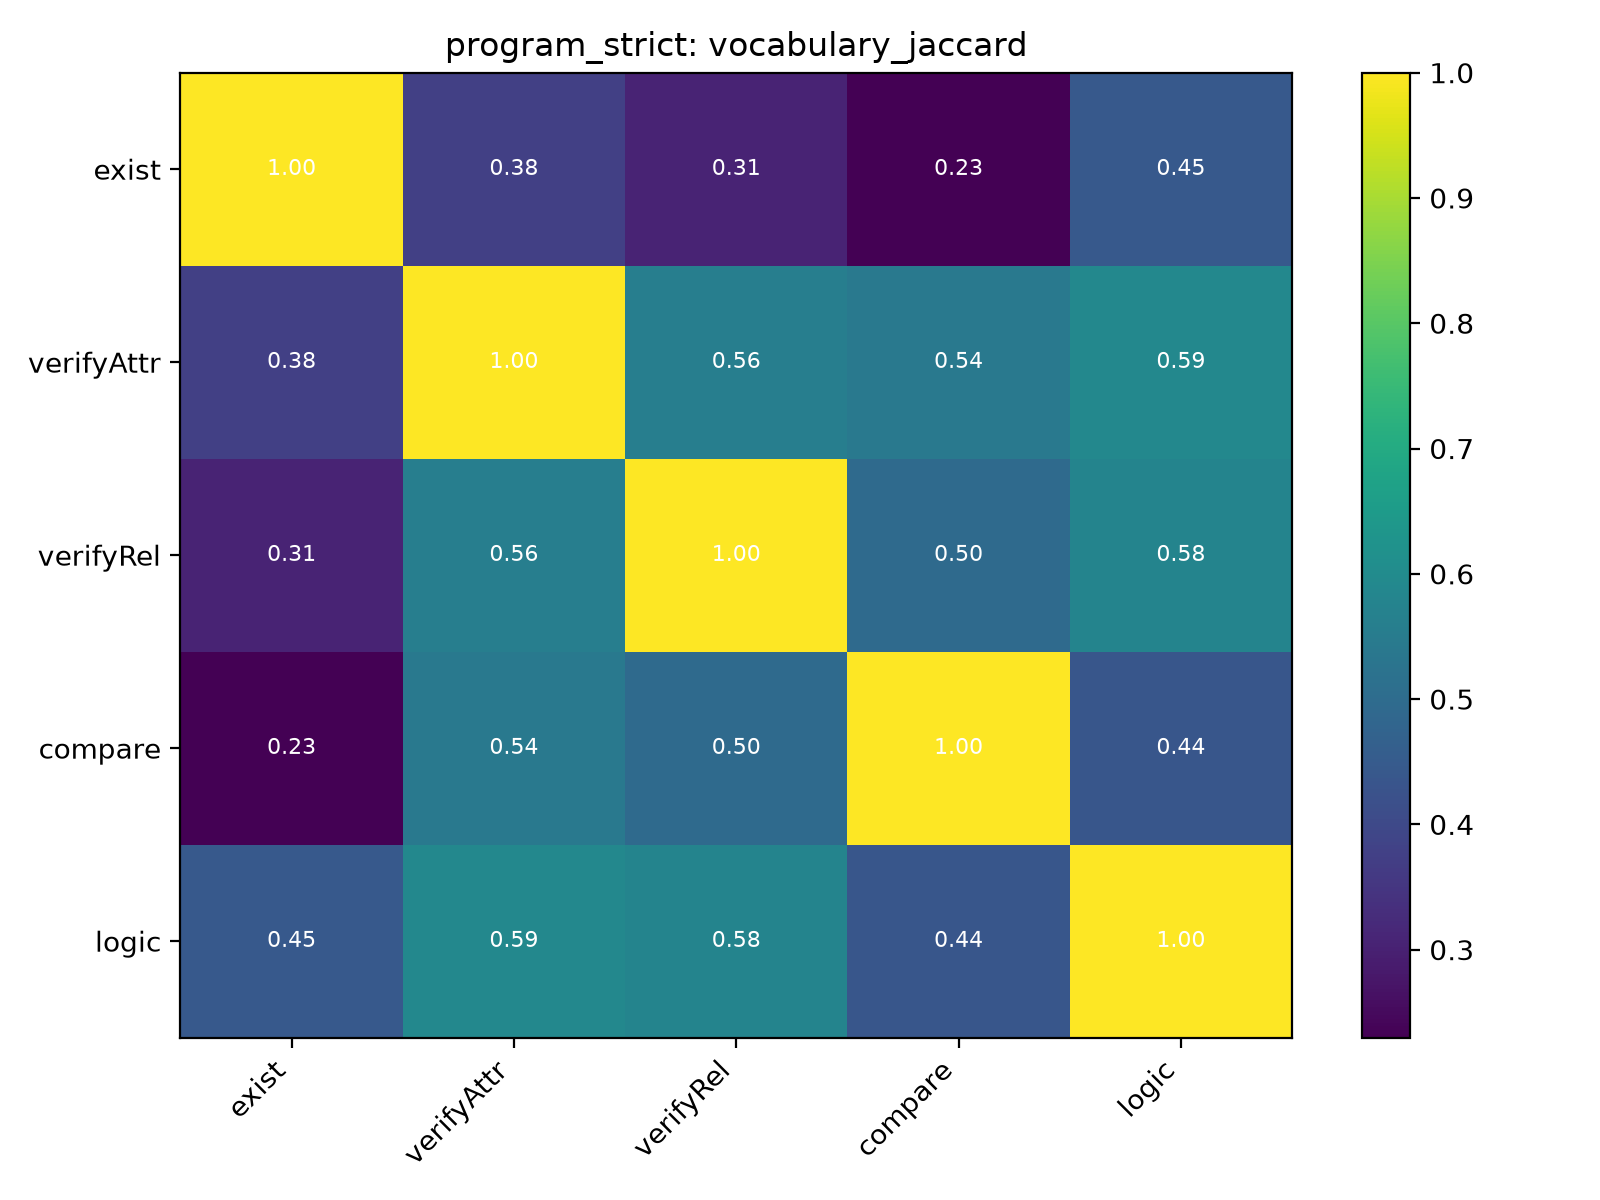 program_strict: vocabulary_jaccard
exist 1.00 0.38 0.31 0.23 0.45
verifyAttr 0.38 1.00 0.56 0.54 0.59
verifyRel 0.31 0.56 1.00 0.50 0.58
compare 0.23 0.54 0.50 1.00 0.44
logic 0.45 0.59 0.58 0.44 1.00
exist verifyAttr verifyRel compare logic
1.0
0.9
0.8
0.7
0.6
0.5
0.4
0.3